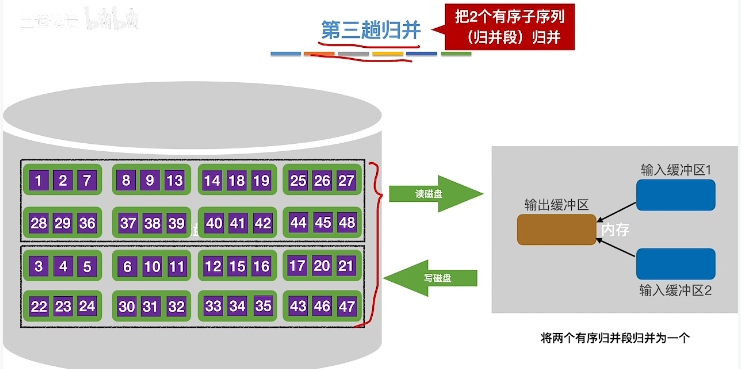 第三趟归并
把2个有序子序列
（归并段）归并
1 2 7 8 9 13 14 18 19 25 26 27
28 29 36 37 38 39 40 41 42 44 45 48
3 4 5 6 10 11 12 15 16 17 20 21
22 23 24 30 31 32 33 34 35 43 46 47
读磁盘
写磁盘
输入缓冲区1
输出缓冲区
内存
输入缓冲区2
将两个有序归并段归并为一个